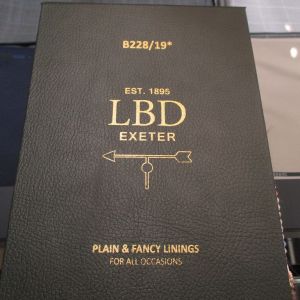 B228/19*
EST. 1895
LBD
EXETER
PLAIN & FANCY LININGS
FOR ALL OCCASIONS